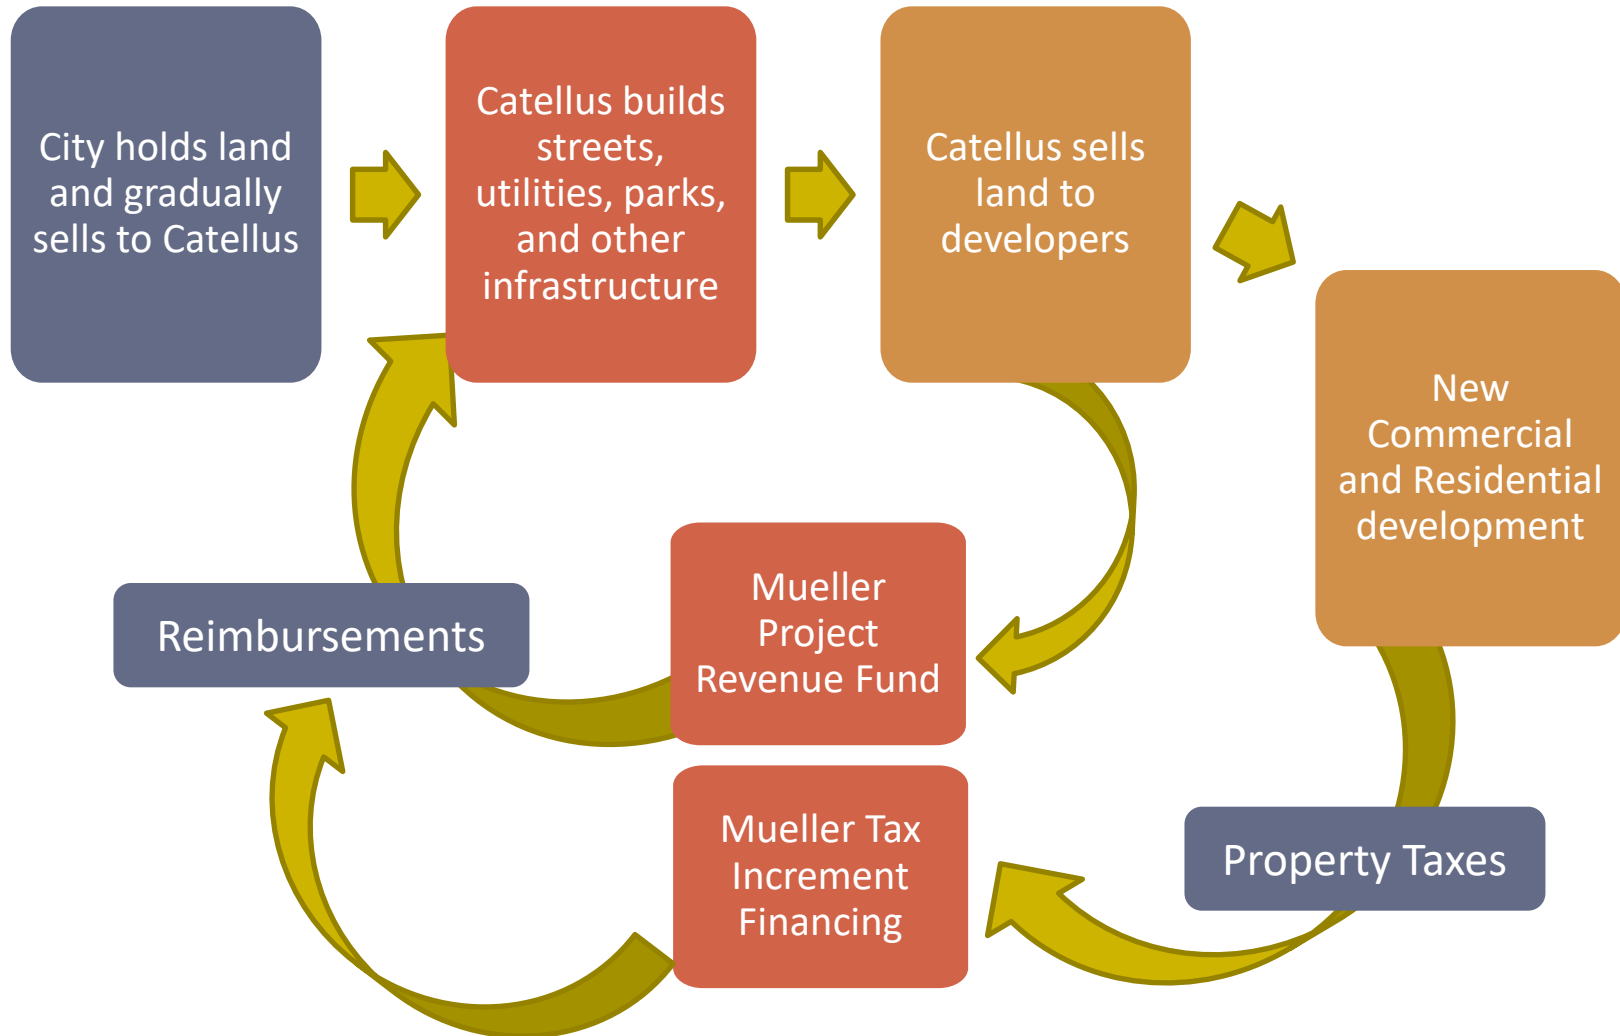 City holds land
and gradually
sells to Catellus
Catellus builds
streets,
utilities, parks,
and other
infrastructure
Catellus sells
land to
developers
New
Commercial
and Residential
development
Reimbursements
Mueller
Project
Revenue Fund
Mueller Tax
Increment
Financing
Property Taxes